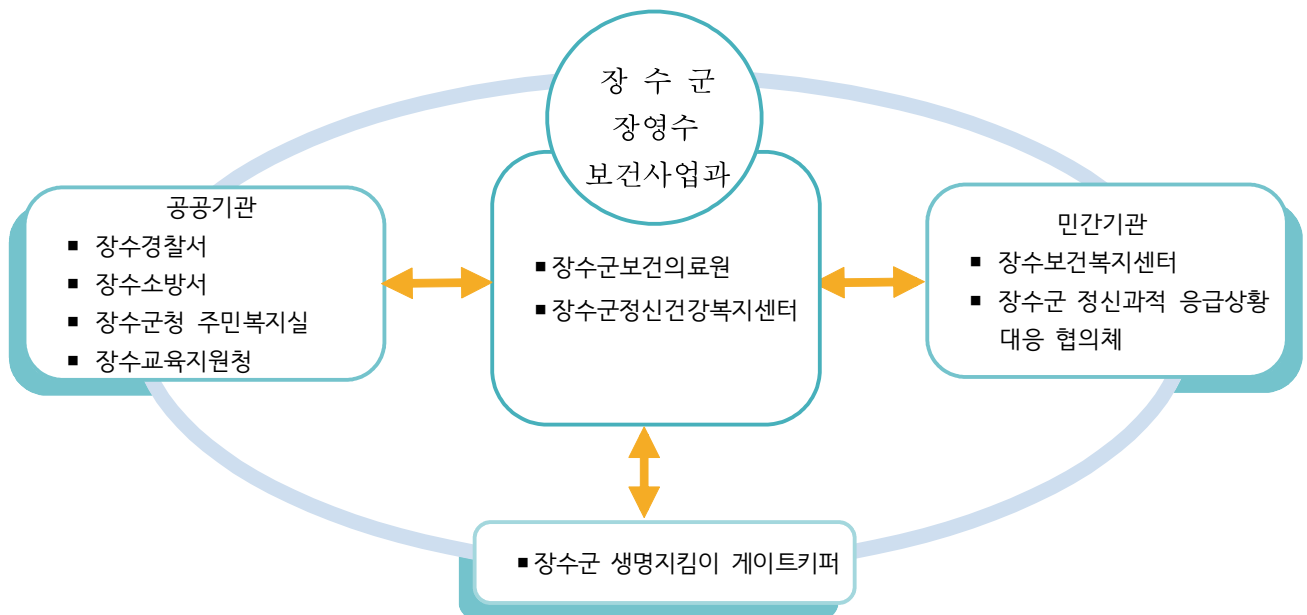 장 수 군
장영수
보건사업과
공공기관
▪ 장수경찰서
▪ 장수소방서
▪ 장수군청 주민복지실
▪ 장수교육지원청
▪장수군보건의료원
▪장수군정신건강복지센터
민간기관
▪ 장수보건복지센터
▪ 장수군 정신과적 응급상황
대응 협의체
▪장수군 생명지킴이 게이트키퍼